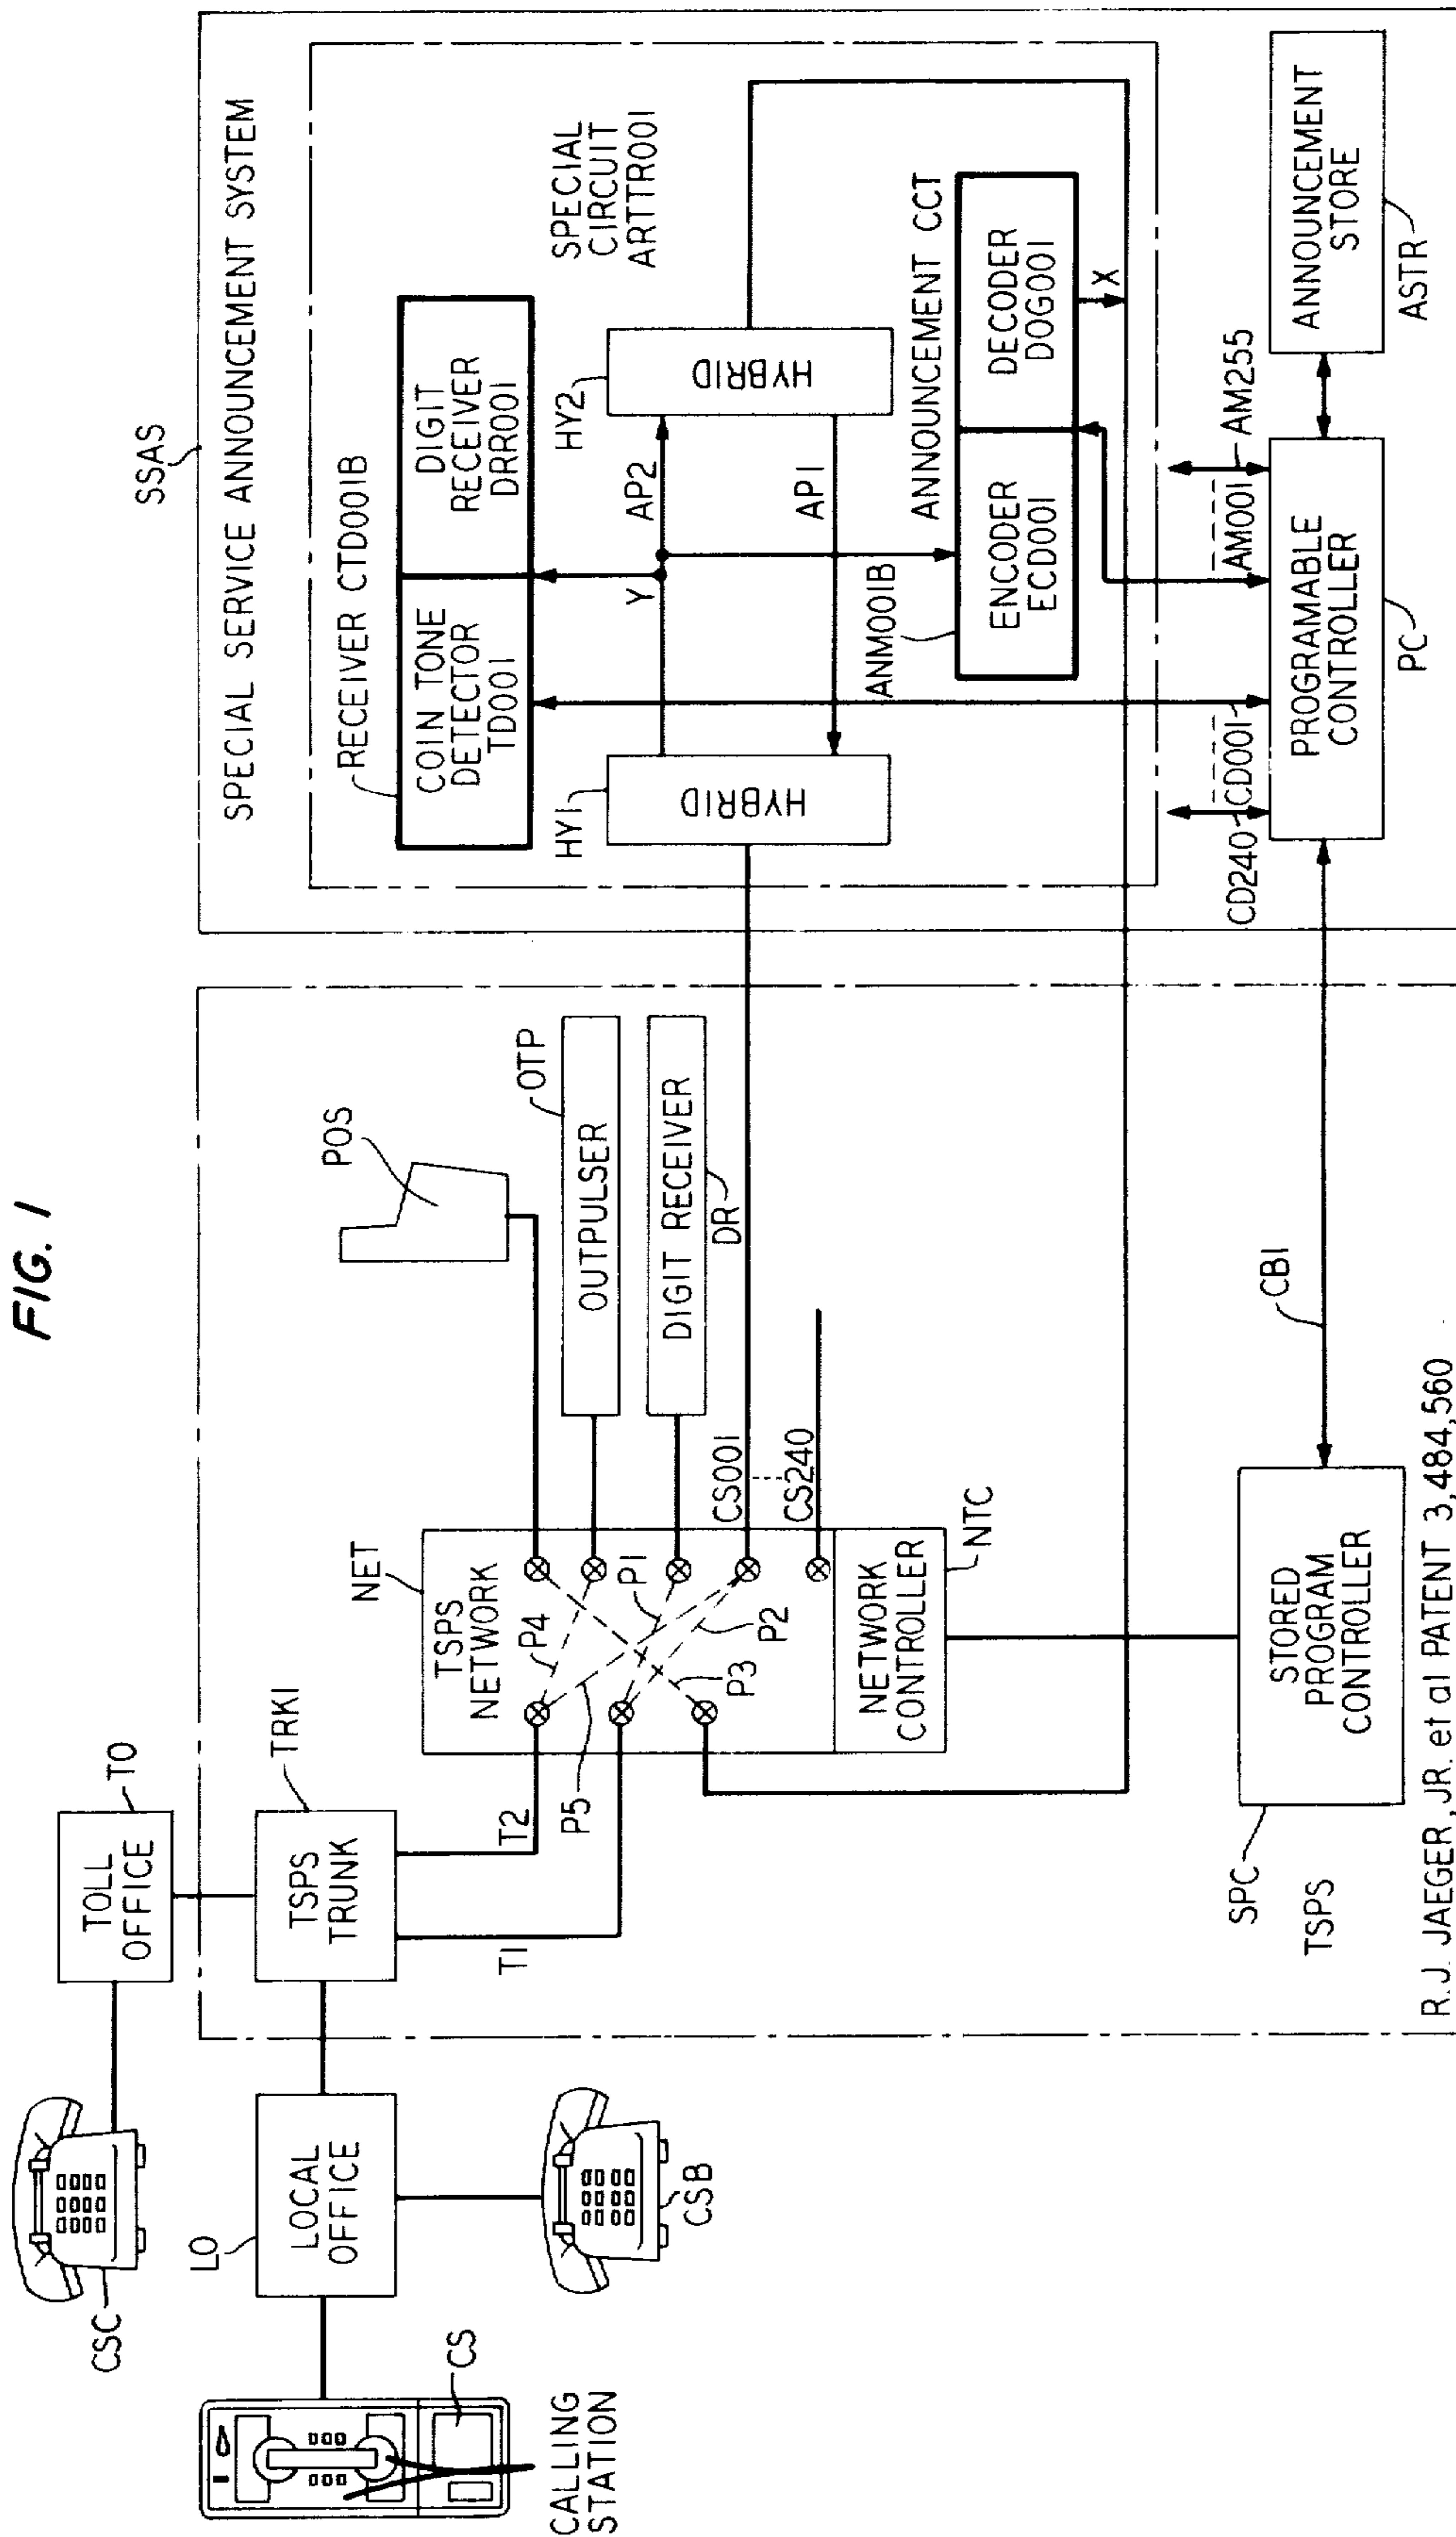 FIG. 1
SSAS
SPECIAL SERVICE ANNOUNCEMENT SYSTEM
RECEIVER CTD001B
COIN TONE
DETECTOR
TD001
DIGIT
RECEIVER
DRR001
SPECIAL
CIRCUIT
ARTTR001
HY1
HYBRID
Y
AP2
AP1
HY2
HYBRID
ANM001B
ANNOUNCEMENT CCT
ENCODER
ECD001
DECODER
DOG001
X
CD240
CD001
AM001
AM255
PROGRAMABLE
CONTROLLER
PC
ANNOUNCEMENT
STORE
ASTR
CSC
TOLL
OFFICE
TO
LO
LOCAL
OFFICE
CSB
CS
CALLING
STATION
TSPS
TRUNK
TRK1
T1
T2
NET
TSPS
NETWORK
P4
P5
P1
P2
P3
POS
OUTPULSER
OTP
DIGIT RECEIVER
DR
CS001
CS240
NETWORK
CONTROLLER
NTC
STORED
PROGRAM
CONTROLLER
SPC
CB1
TSPS
R.J. JAEGER, JR. et al PATENT 3,484,560